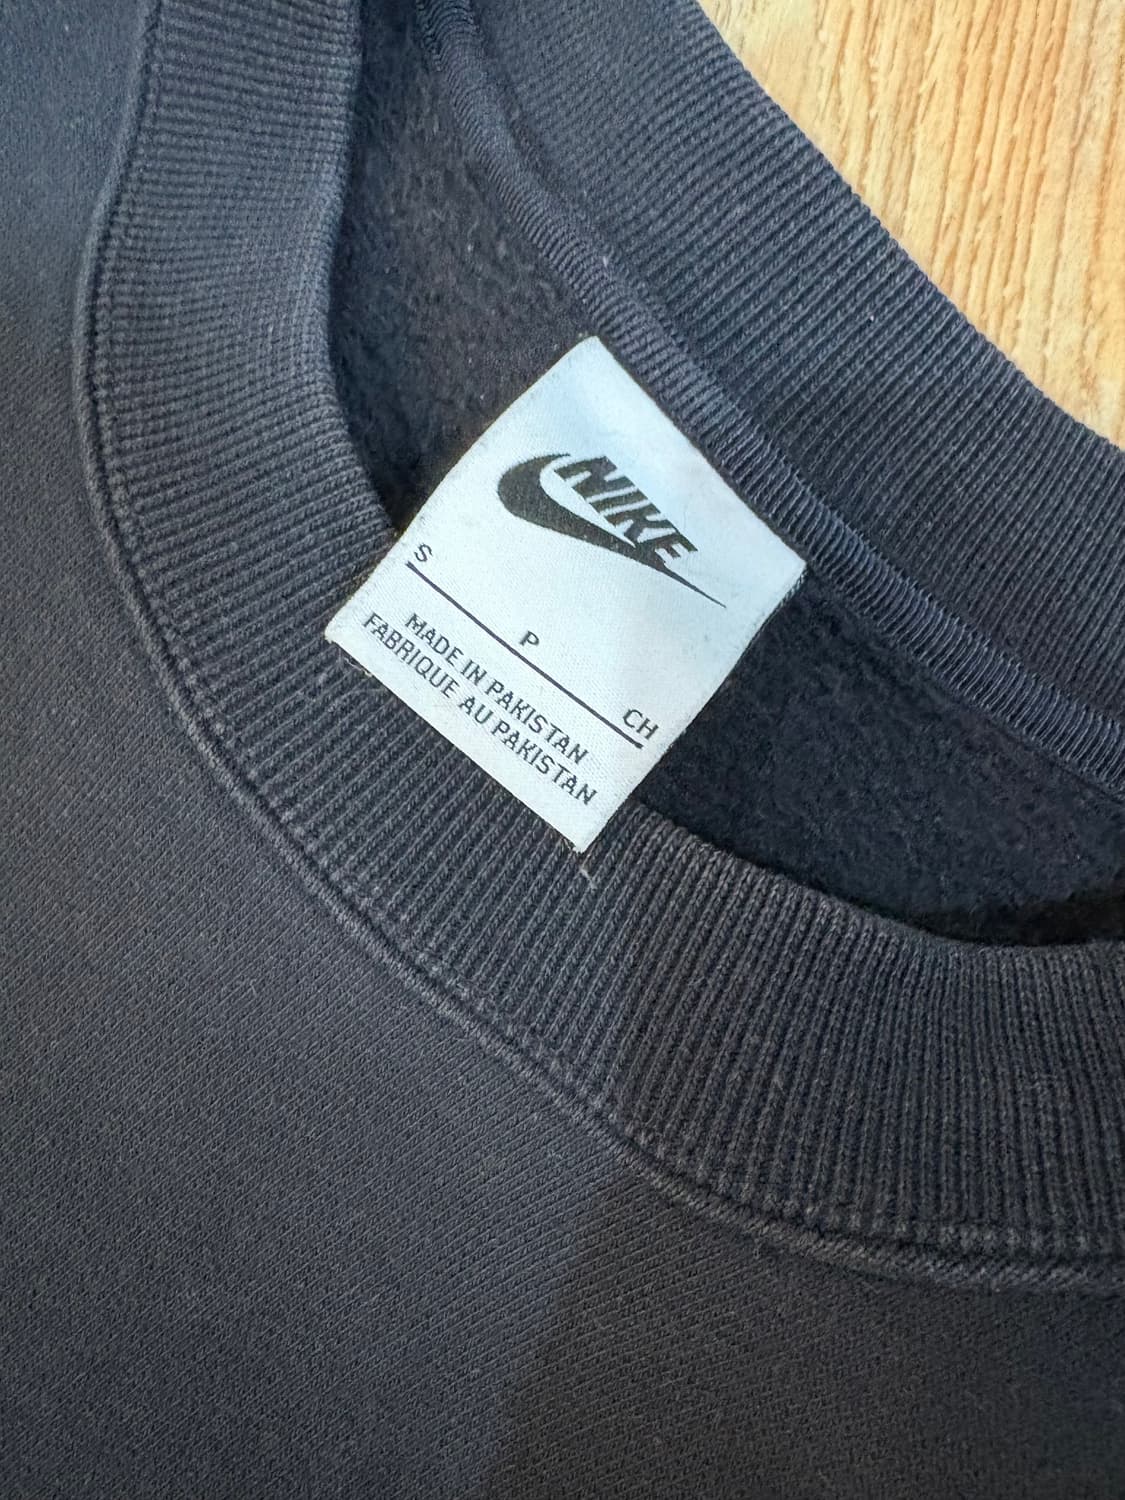 NIKE
S
P
CH
MADE IN PAKISTAN
FABRIQUE AU PAKISTAN